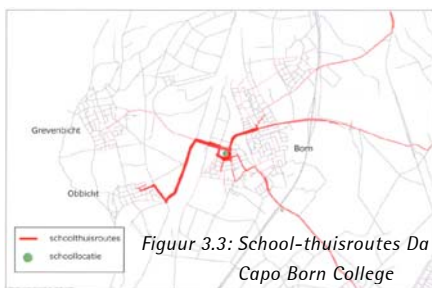 Grevenbicht
Born
Obbicht
schoolthuisroutes
schoollocatie
Figuur 3.3: School-thuisroutes Da
Capo Born College